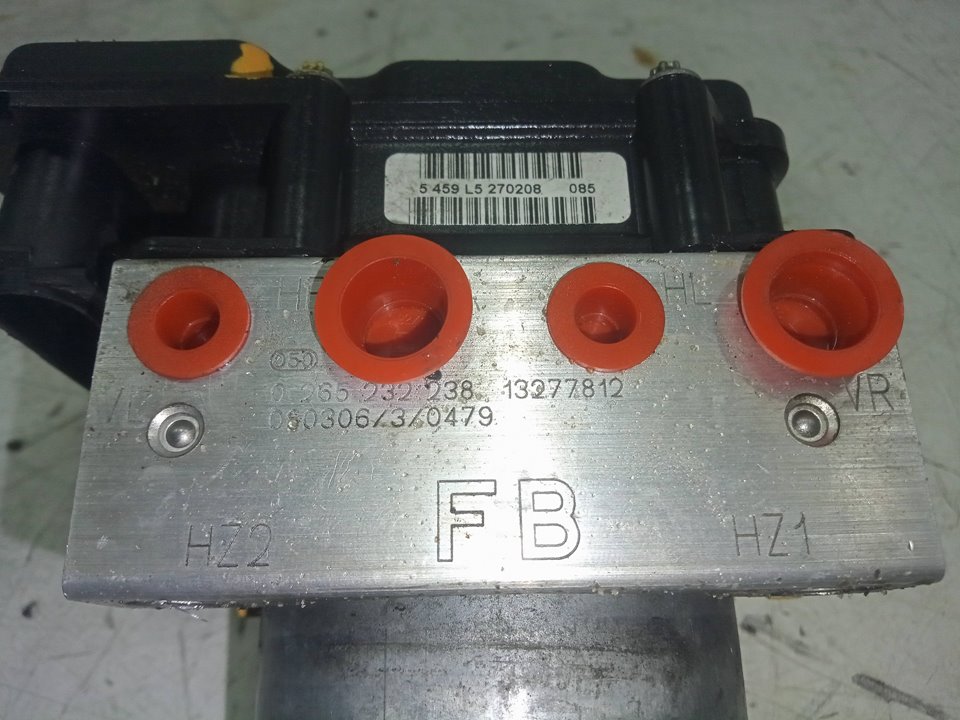 5 459 L5 270208 085
HL
0 265 232 238 13277812
080306/3/0479
VR
FB
HZ2 HZ1